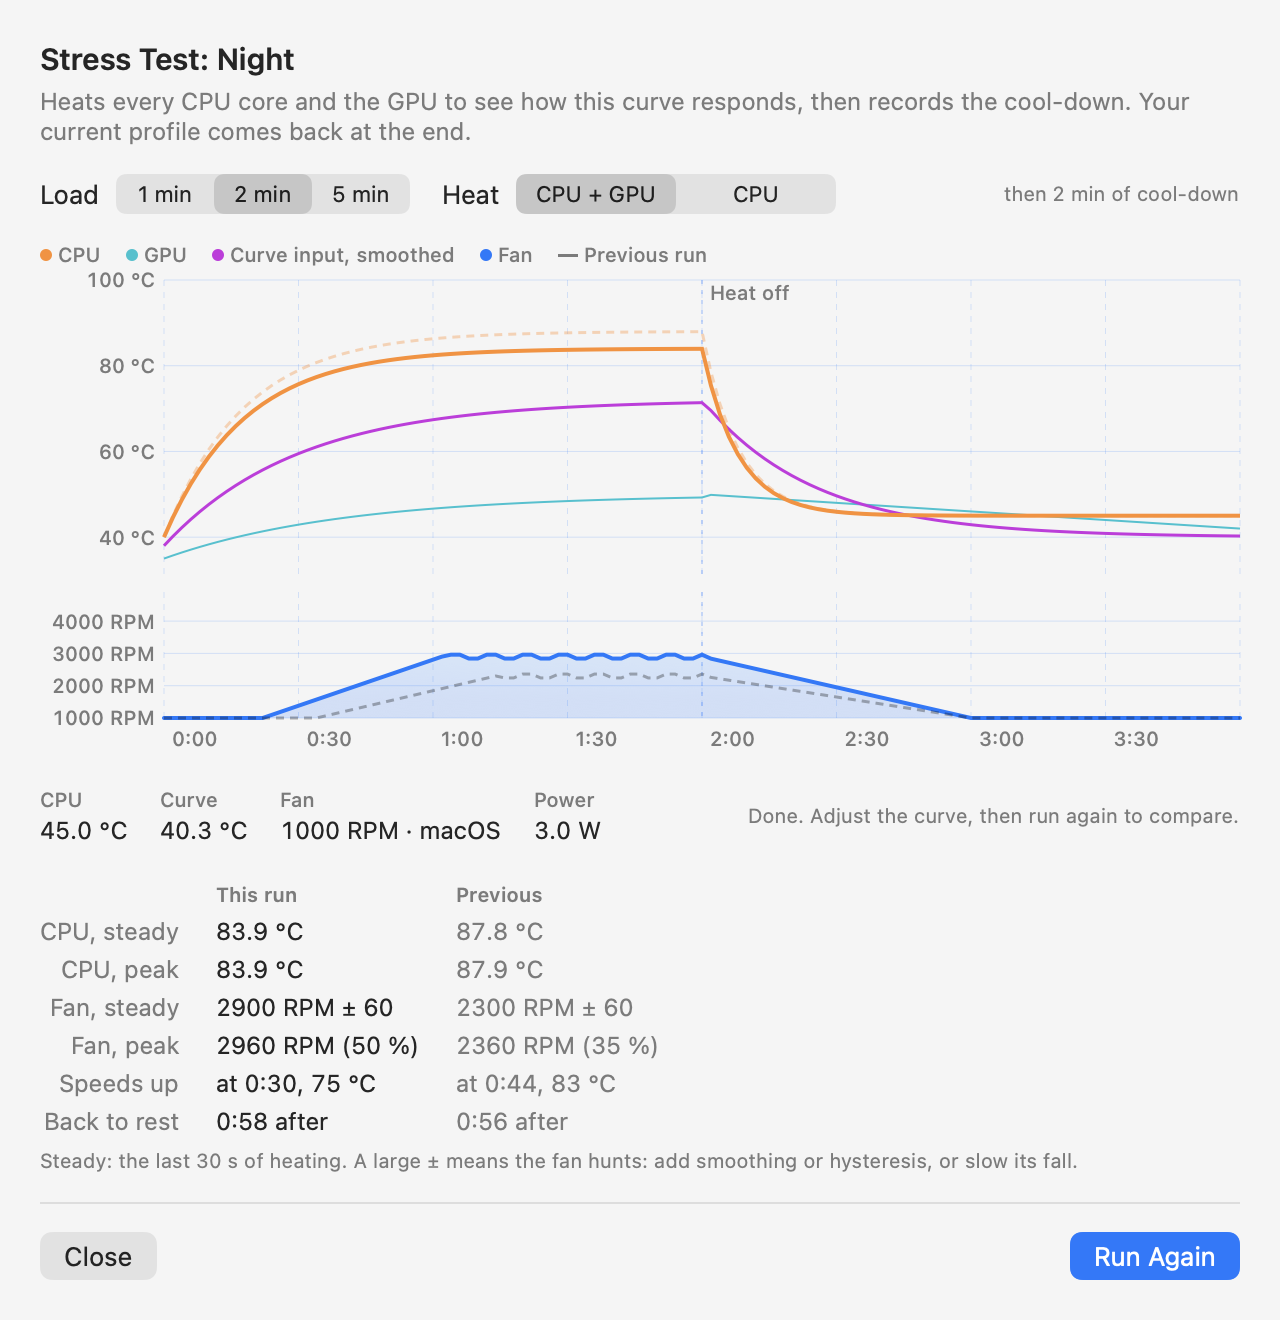 Stress Test: Night
Heats every CPU core and the GPU to see how this curve responds, then records the cool-down. Your
current profile comes back at the end.
Load 1 min 2 min 5 min Heat CPU + GPU CPU then 2 min of cool-down
CPU GPU Curve input, smoothed Fan Previous run
100 °C
Heat off
80 °C
60 °C
40 °C
4000 RPM
3000 RPM
2000 RPM
1000 RPM
0:00 0:30 1:00 1:30 2:00 2:30 3:00 3:30
CPU Curve Fan Power
45.0 °C 40.3 °C 1000 RPM · macOS 3.0 W
Done. Adjust the curve, then run again to compare.
This run Previous
CPU, steady 83.9 °C 87.8 °C
CPU, peak 83.9 °C 87.9 °C
Fan, steady 2900 RPM ± 60 2300 RPM ± 60
Fan, peak 2960 RPM (50 %) 2360 RPM (35 %)
Speeds up at 0:30, 75 °C at 0:44, 83 °C
Back to rest 0:58 after 0:56 after
Steady: the last 30 s of heating. A large ± means the fan hunts: add smoothing or hysteresis, or slow its fall.
Close Run Again